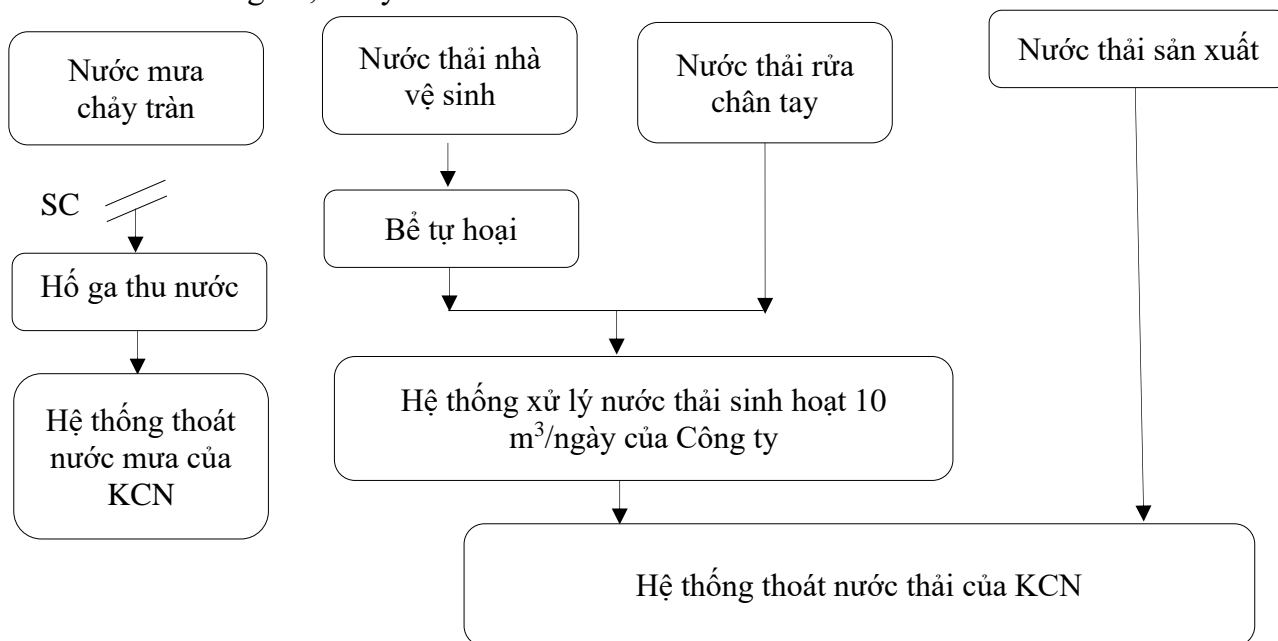 Nước mưa
chảy tràn
Nước thải nhà
vệ sinh
Nước thải rửa
chân tay
Nước thải sản xuất
SC
Bể tự hoại
Hố ga thu nước
Hệ thống xử lý nước thải sinh hoạt 10
m³/ngày của Công ty
Hệ thống thoát
nước mưa của
KCN
Hệ thống thoát nước thải của KCN